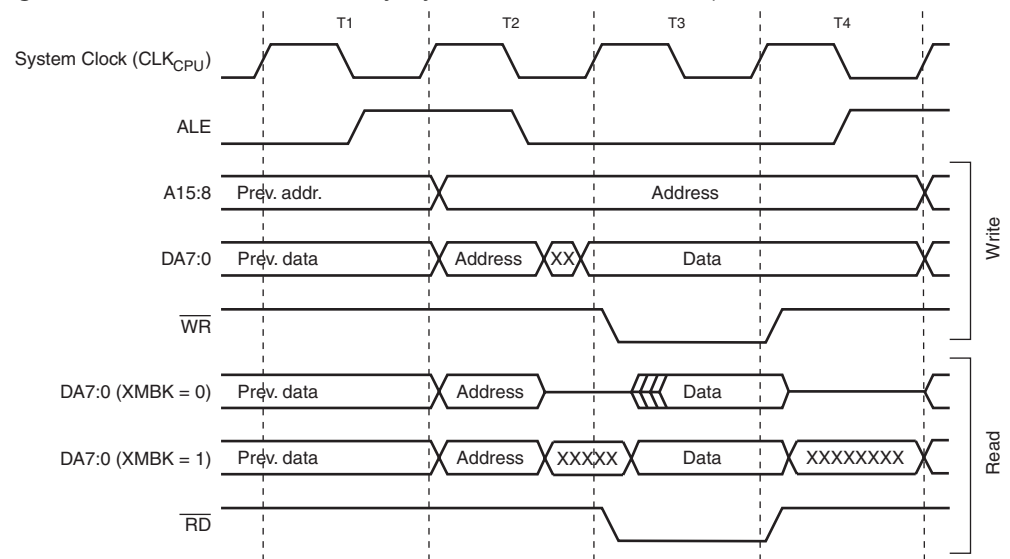 T1 T2 T3 T4
System Clock (CLKCPU)
ALE
A15:8 Prev. addr. Address
DA7:0 Prev. data Address XX Data
WR
Write
DA7:0 (XMBK = 0) Prev. data Address Data
DA7:0 (XMBK = 1) Prev. data Address XXXXX Data XXXXXXXX
RD
Read